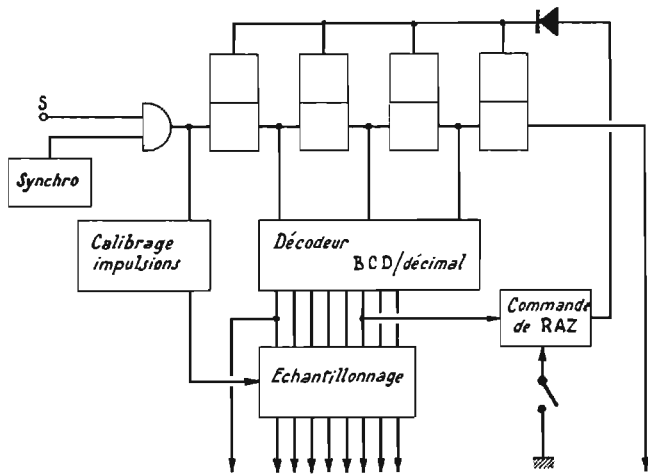 S
Synchro
Calibrage
impulsions
Décodeur
BCD/décimal
Commande
de RAZ
Echantillonnage